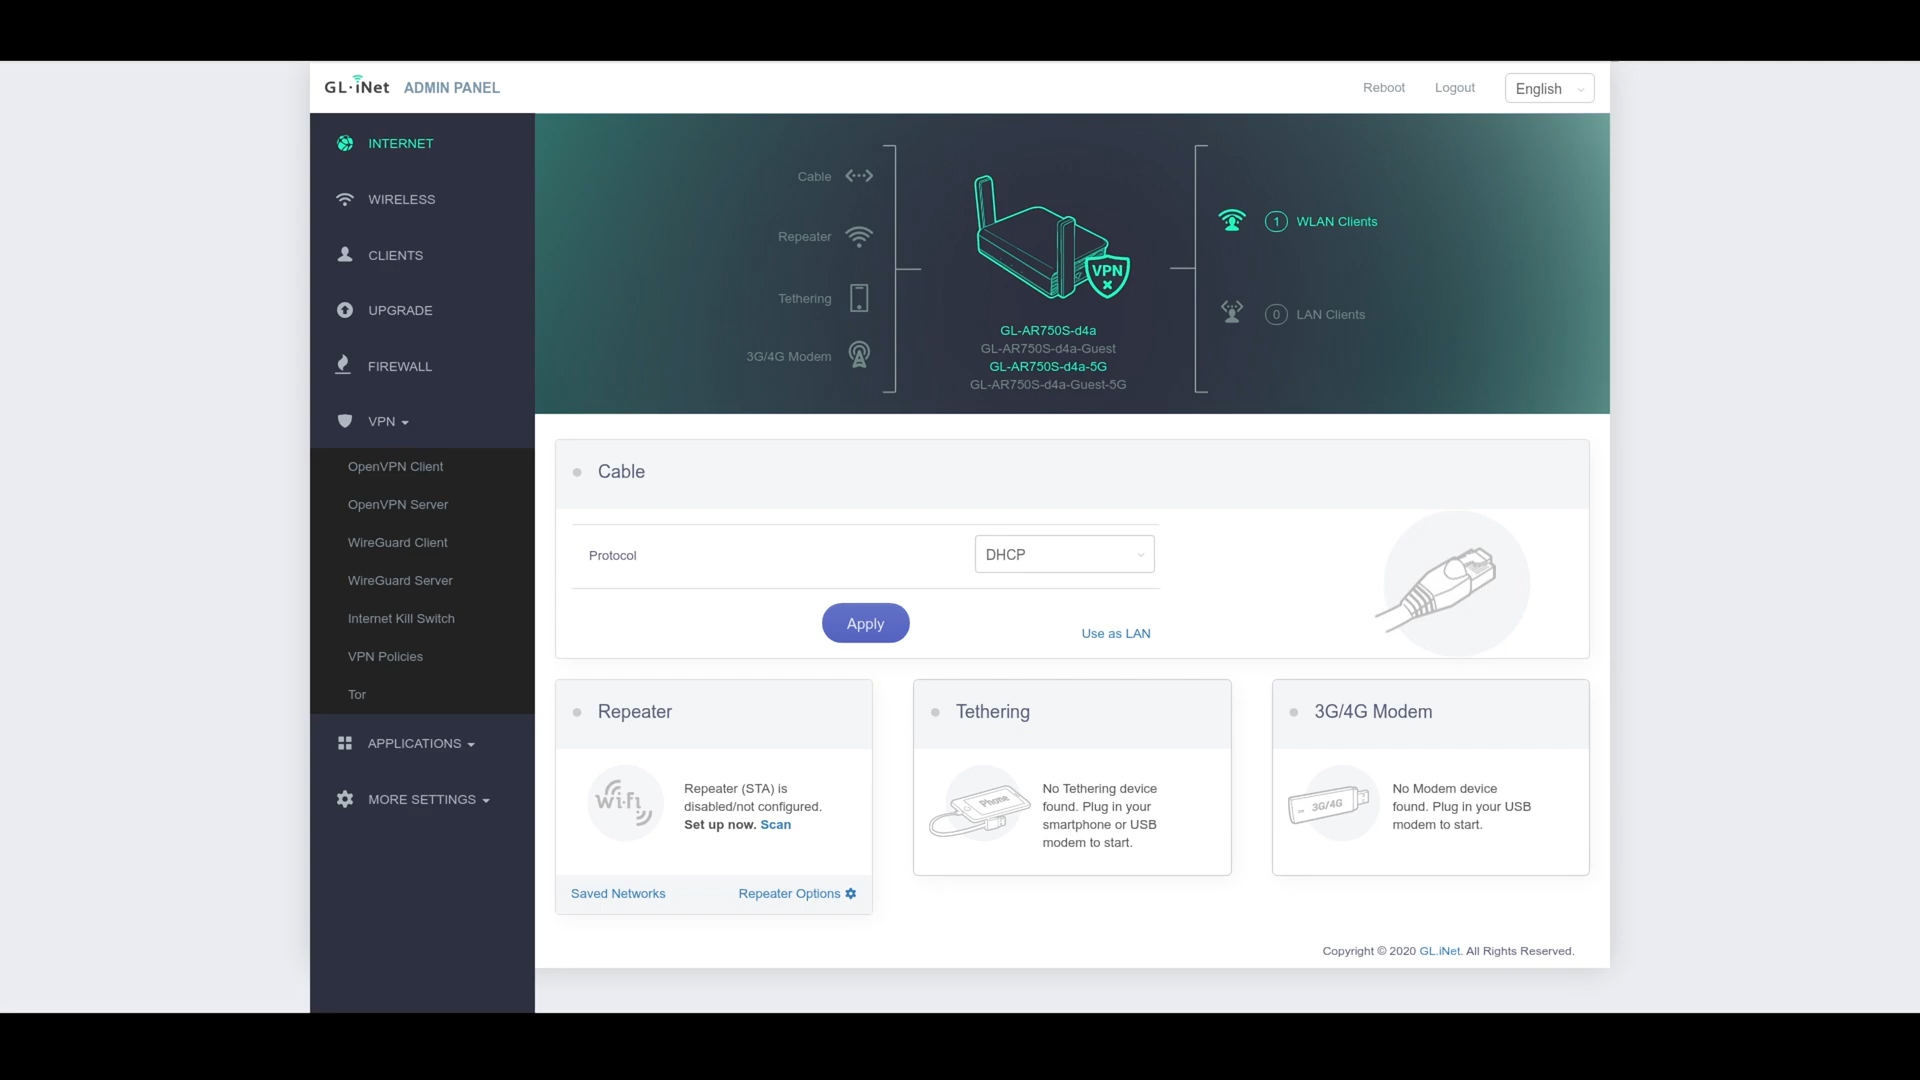 GL·iNet ADMIN PANEL
Reboot
Logout
English
INTERNET
WIRELESS
CLIENTS
UPGRADE
FIREWALL
VPN
OpenVPN Client
OpenVPN Server
WireGuard Client
WireGuard Server
Internet Kill Switch
VPN Policies
Tor
APPLICATIONS
MORE SETTINGS
Cable
Repeater
Tethering
3G/4G Modem
VPN
GL-AR750S-d4a
GL-AR750S-d4a-Guest
GL-AR750S-d4a-5G
GL-AR750S-d4a-Guest-5G
1 WLAN Clients
0 LAN Clients
Cable
Protocol
DHCP
Apply
Use as LAN
Repeater
Wi-fi
Repeater (STA) is
disabled/not configured.
Set up now. Scan
Saved Networks
Repeater Options
Tethering
Phone
No Tethering device
found. Plug in your
smartphone or USB
modem to start.
3G/4G Modem
3G/4G
No Modem device
found. Plug in your USB
modem to start.
Copyright © 2020 GL.iNet. All Rights Reserved.